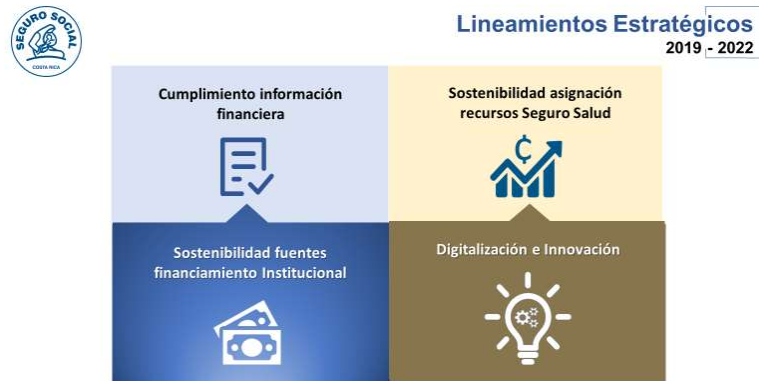 SEGURO SOCIAL
COSTA RICA
Lineamientos Estratégicos
2019 - 2022
Cumplimiento información
financiera
Sostenibilidad asignación
recursos Seguro Salud
₡
Sostenibilidad fuentes
financiamiento Institucional
Digitalización e Innovación